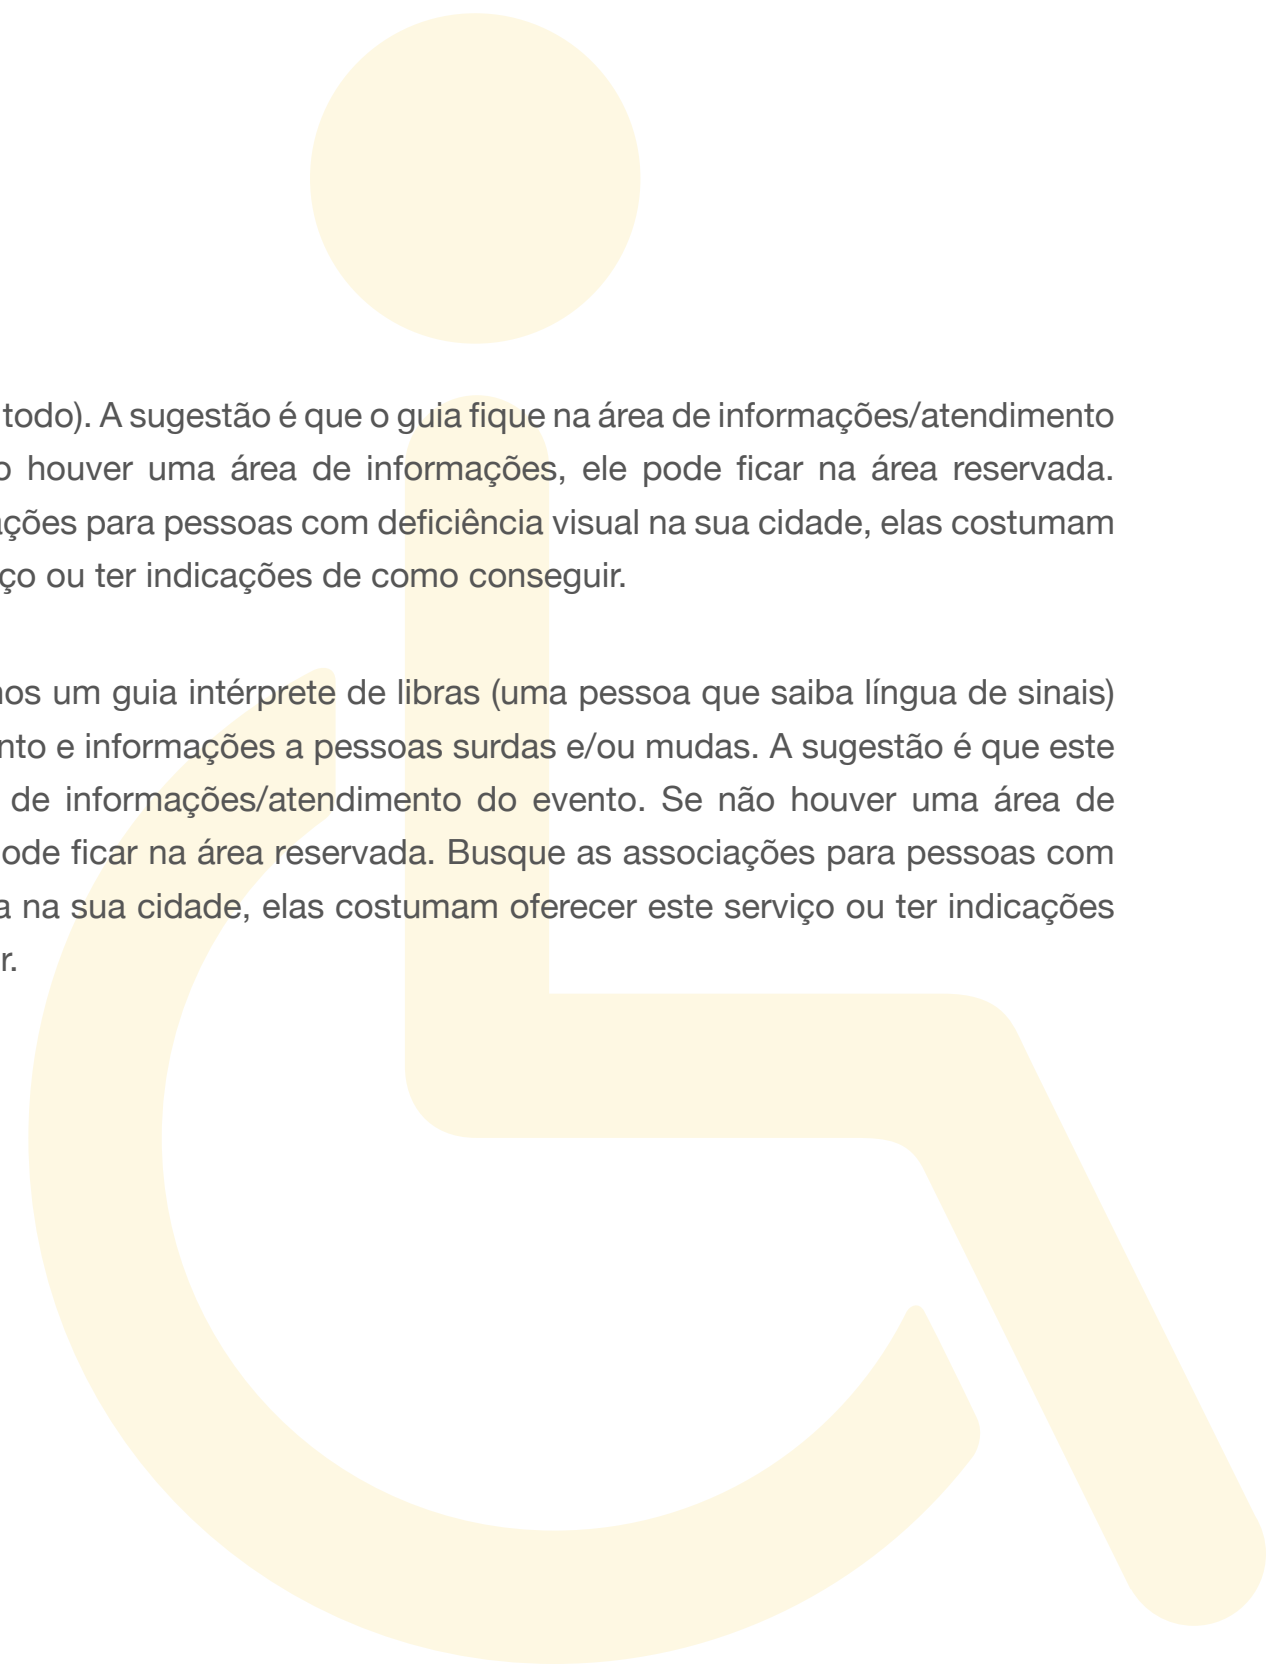 todo). A sugestão é que o guia fique na área de informações/atendimento
houver uma área de informações, ele pode ficar na área reservada.
ações para pessoas com deficiência visual na sua cidade, elas costumam
ço ou ter indicações de como conseguir.
nos um guia intérprete de libras (uma pessoa que saiba língua de sinais)
nto e informações a pessoas surdas e/ou mudas. A sugestão é que este
de informações/atendimento do evento. Se não houver uma área de
ode ficar na área reservada. Busque as associações para pessoas com
a na sua cidade, elas costumam oferecer este serviço ou ter indicações
r.